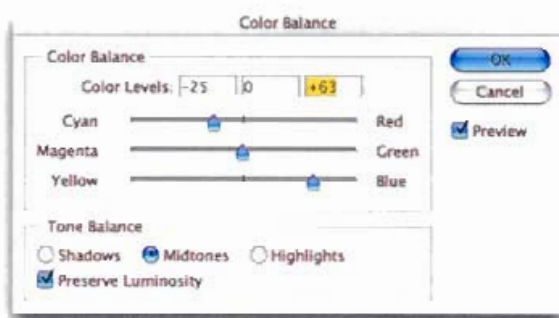 Color Balance
Color Balance
Color Levels: -25 0 +63
Cyan Red
Magenta Green
Yellow Blue
Tone Balance
Shadows Midtones Highlights
Preserve Luminosity
OK
Cancel
Preview